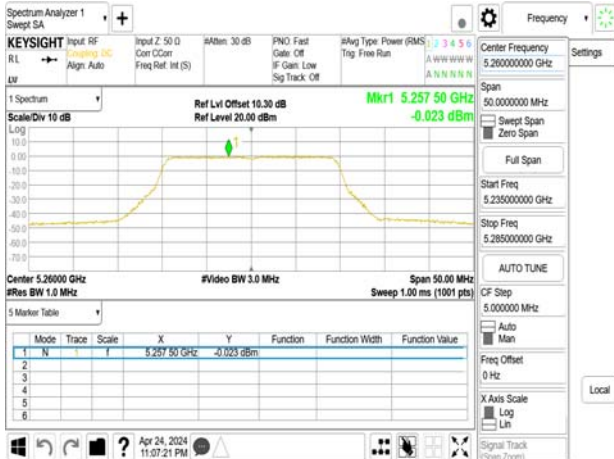 Spectrum Analyzer 1
Swept SA
+
Frequency
KEYSIGHT
Input: RF
Input Z: 50 Ω
#Atten: 30 dB
PNO: Fast
#Avg Type: Power (RMS
1 2 3 4 5 6
RL
Coupling: DC
Corr CCorr
Gate: Off
Trig: Free Run
A W W W W W
Align: Auto
Freq Ref: Int (S)
IF Gain: Low
Sig Track: Off
A N N N N N
Center Frequency
5.260000000 GHz
Settings
Span
50.0000000 MHz
Swept Span
Zero Span
Full Span
Start Freq
5.235000000 GHz
Stop Freq
5.285000000 GHz
AUTO TUNE
CF Step
5.000000 MHz
Auto
Man
Freq Offset
0 Hz
X Axis Scale
Log
Lin
Signal Track
(Span Zoom)
Local
1 Spectrum
Ref Lvl Offset 10.30 dB
Mkr1 5.257 50 GHz
Scale/Div 10 dB
Ref Level 20.00 dBm
-0.023 dBm
Log
10.0
0.00
-10.0
-20.0
-30.0
-40.0
-50.0
-60.0
-70.0
1
Center 5.26000 GHz
#Video BW 3.0 MHz
Span 50.00 MHz
#Res BW 1.0 MHz
Sweep 1.00 ms (1001 pts)
5 Marker Table
Mode Trace Scale X Y Function Function Width Function Value
1 N 1 f 5.257 50 GHz -0.023 dBm
2
3
4
5
6
?
Apr 24, 2024
11:07:21 PM